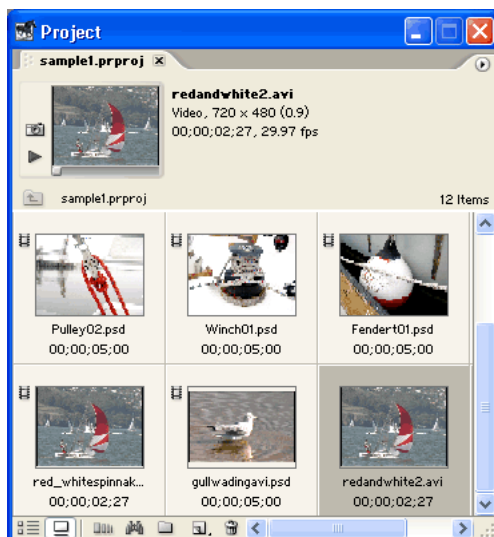 Project
sample1.prproj
redandwhite2.avi
Video, 720 x 480 (0.9)
00;00;02;27, 29.97 fps
sample1.prproj
12 Items
Pulley02.psd
Winch01.psd
Fendert01.psd
00;00;05;00
00;00;05;00
00;00;05;00
red_whitespinnak...
gullwadingavi.psd
redandwhite2.avi
00;00;02;27
00;00;05;00
00;00;02;27